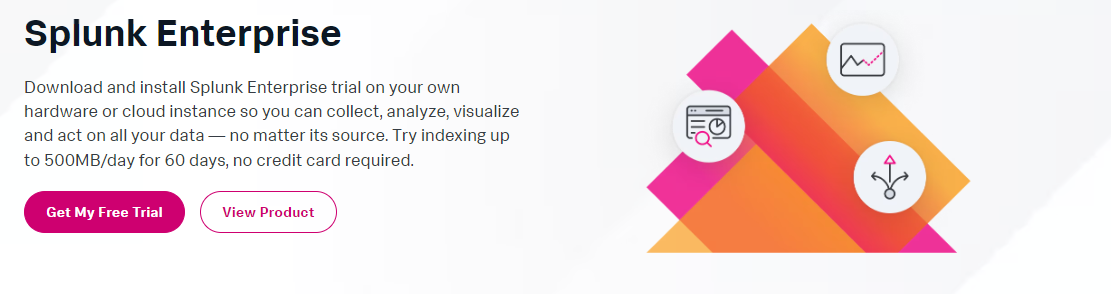 Splunk Enterprise
Download and install Splunk Enterprise trial on your own
hardware or cloud instance so you can collect, analyze, visualize
and act on all your data — no matter its source. Try indexing up
to 500MB/day for 60 days, no credit card required.
Get My Free Trial
View Product